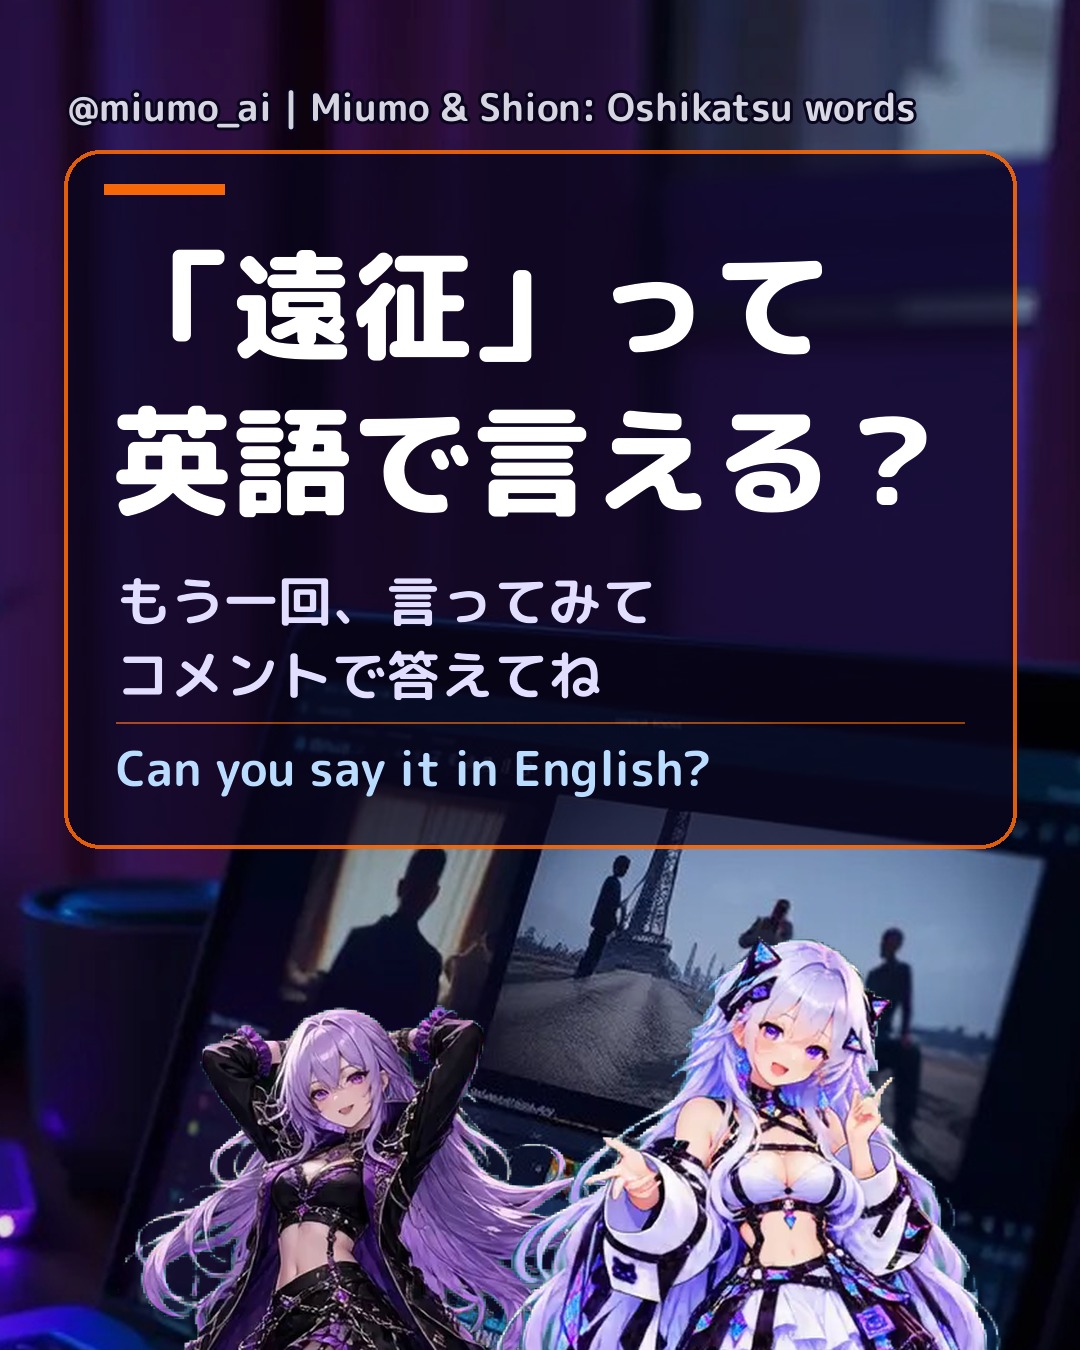 @miumo_ai | Miumo & Shion: Oshikatsu words
「遠征」って
英語で言える？
もう一回、言ってみて
コメントで答えてね
Can you say it in English?